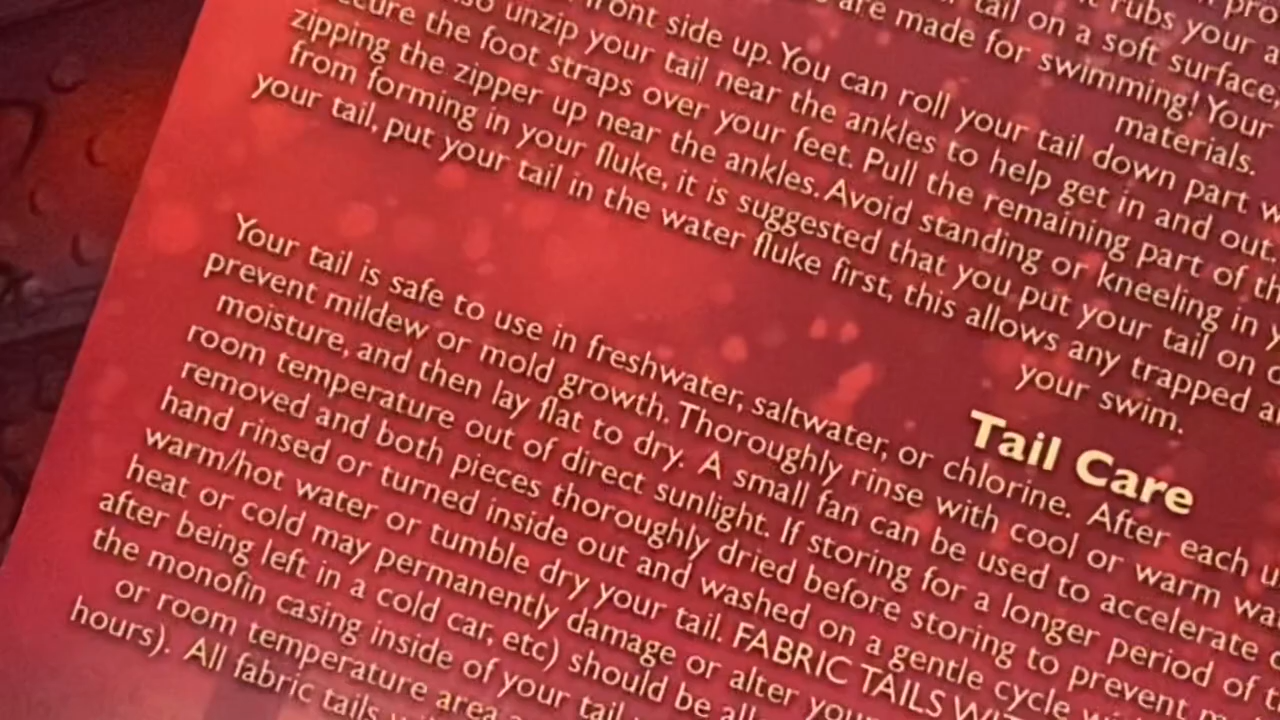 pro
rubs your
tail on a soft surface,
are made for swimming! Your
materials.
front side up. You can roll your tail down part
unzip your tail near the ankles to help get in and out.
the foot straps over your feet. Pull the remaining part of
zipping the zipper up near the ankles. Avoid standing or kneeling in
from forming in your fluke, it is suggested that you put your tail on
your tail, put your tail in the water fluke first, this allows any trapped
your swim.
Tail Care
Your tail is safe to use in freshwater, saltwater, or chlorine. After each
prevent mildew or mold growth. Thoroughly rinse with cool or warm
moisture, and then lay flat to dry. A small fan can be used to accelerate
room temperature out of direct sunlight. If storing for a longer period of
removed and both pieces thoroughly dried before storing to prevent
hand rinsed or turned inside out and washed on a gentle cycle
warm/hot water or tumble dry your tail. FABRIC TAILS
heat or cold may permanently damage or alter your
after being left in a cold car, etc) should be
the monofin casing inside of your tail
or room temperature area
hours). All fabric tails